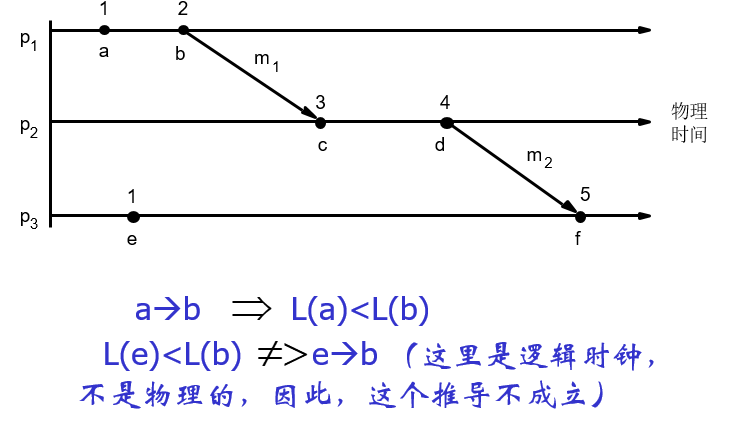 1 2
p1
a b
m1
3 4
物理
时间
p2
c d
m2
1 5
p3
e f
a→b ⇒ L(a)<L(b)
L(e)<L(b) ≠> e→b （这里是逻辑时钟，
不是物理的，因此，这个推导不成立）